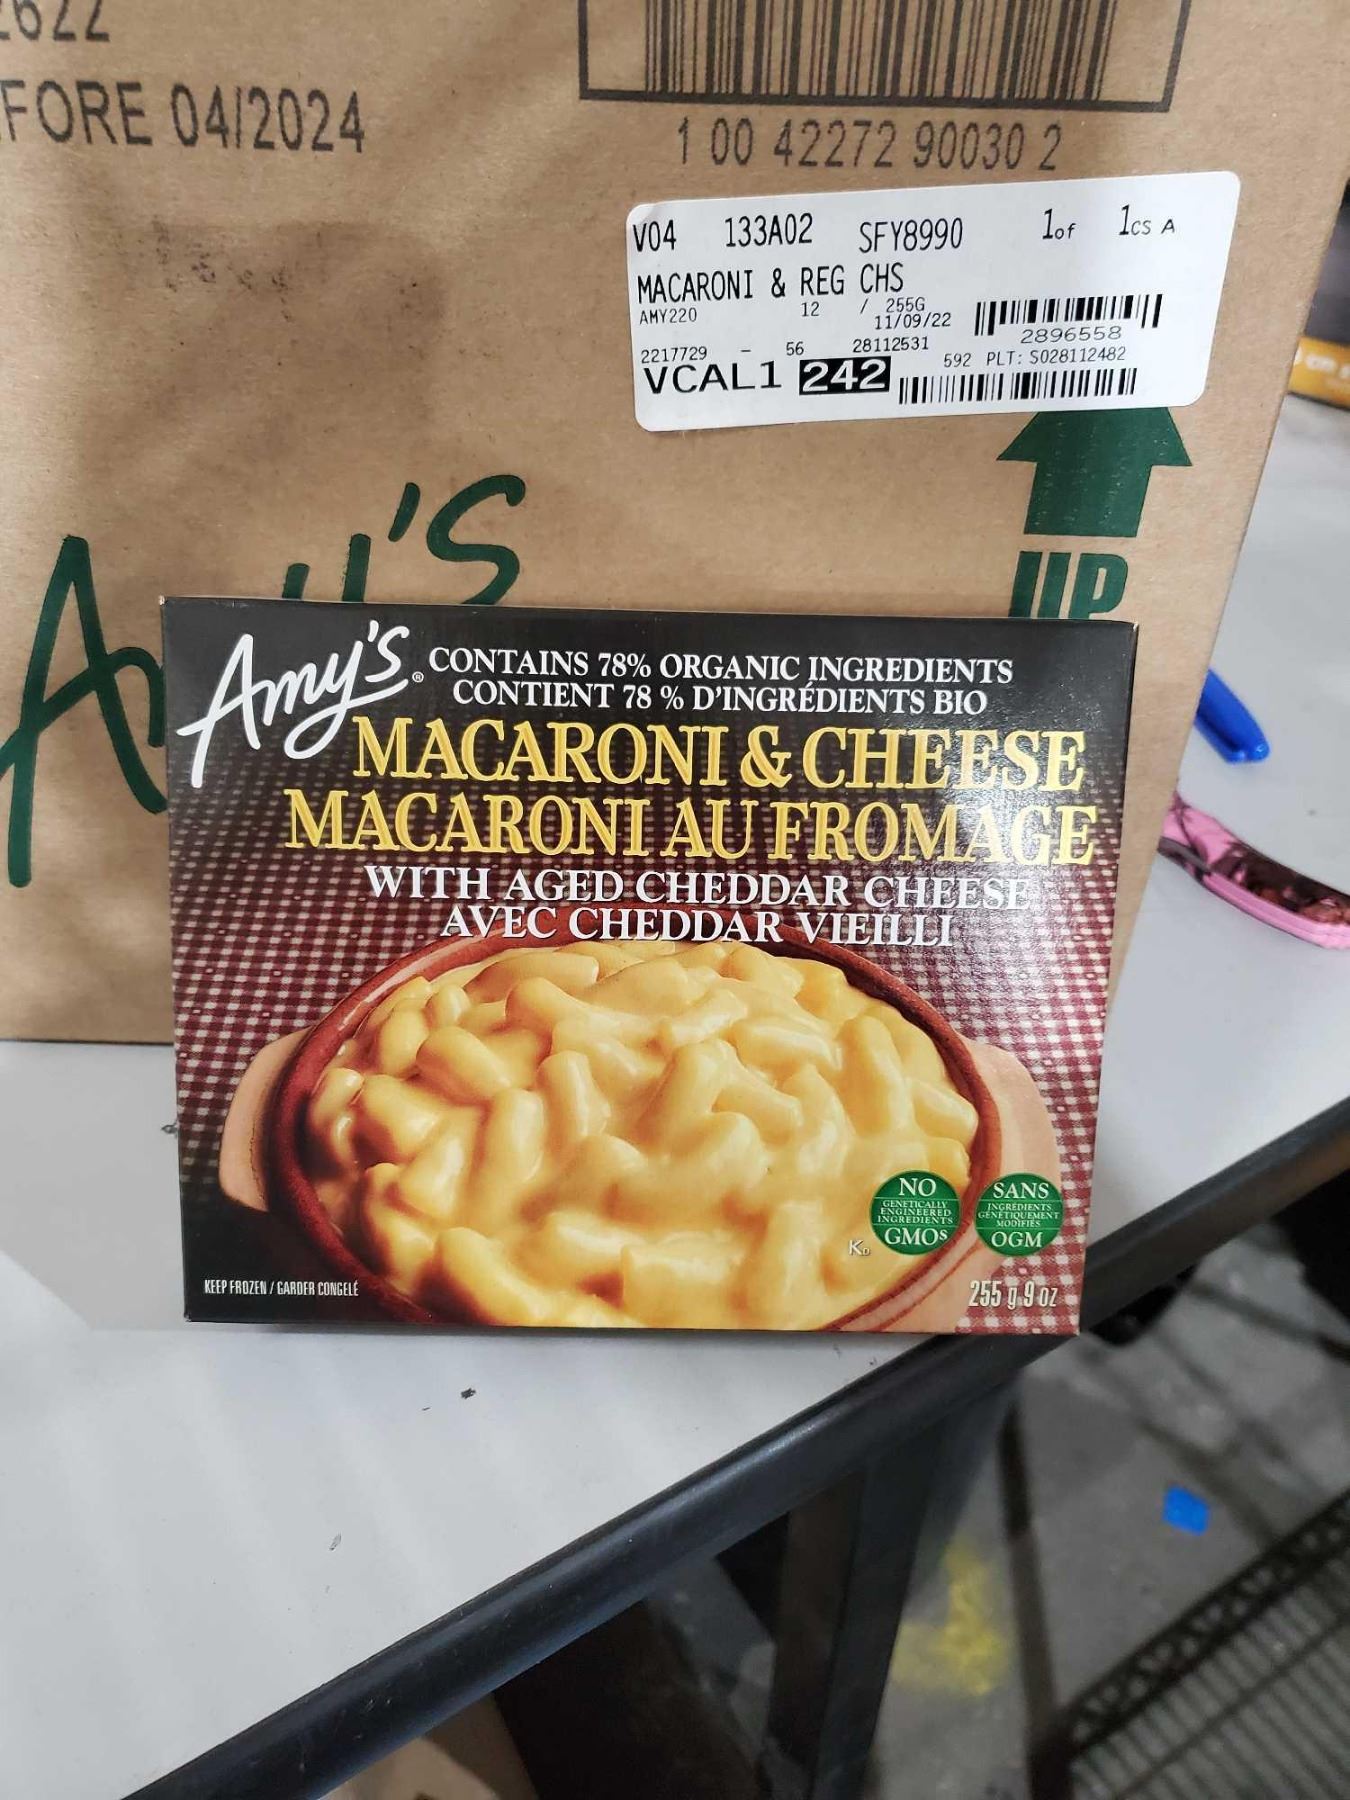 2622
FORE 04/2024
1 00 42272 90030 2
V04 133A02 SFY8990 1of 1cs A
MACARONI & REG CHS
AMY220 12 / 255G
11/09/22
2896558
2217729 - 56 28112531
592 PLT: S028112482
VCAL1 242
Amy's
UP
Amy's®
CONTAINS 78% ORGANIC INGREDIENTS
CONTIENT 78 % D'INGRÉDIENTS BIO
MACARONI & CHEESE
MACARONI AU FROMAGE
WITH AGED CHEDDAR CHEESE
AVEC CHEDDAR VIEILLI
NO
GENETICALLY
ENGINEERED
INGREDIENTS
GMOs
SANS
INGRÉDIENTS
GÉNÉTIQUEMENT
MODIFIÉS
OGM
KD
KEEP FROZEN / GARDER CONGELÉ
255 g 9 oz